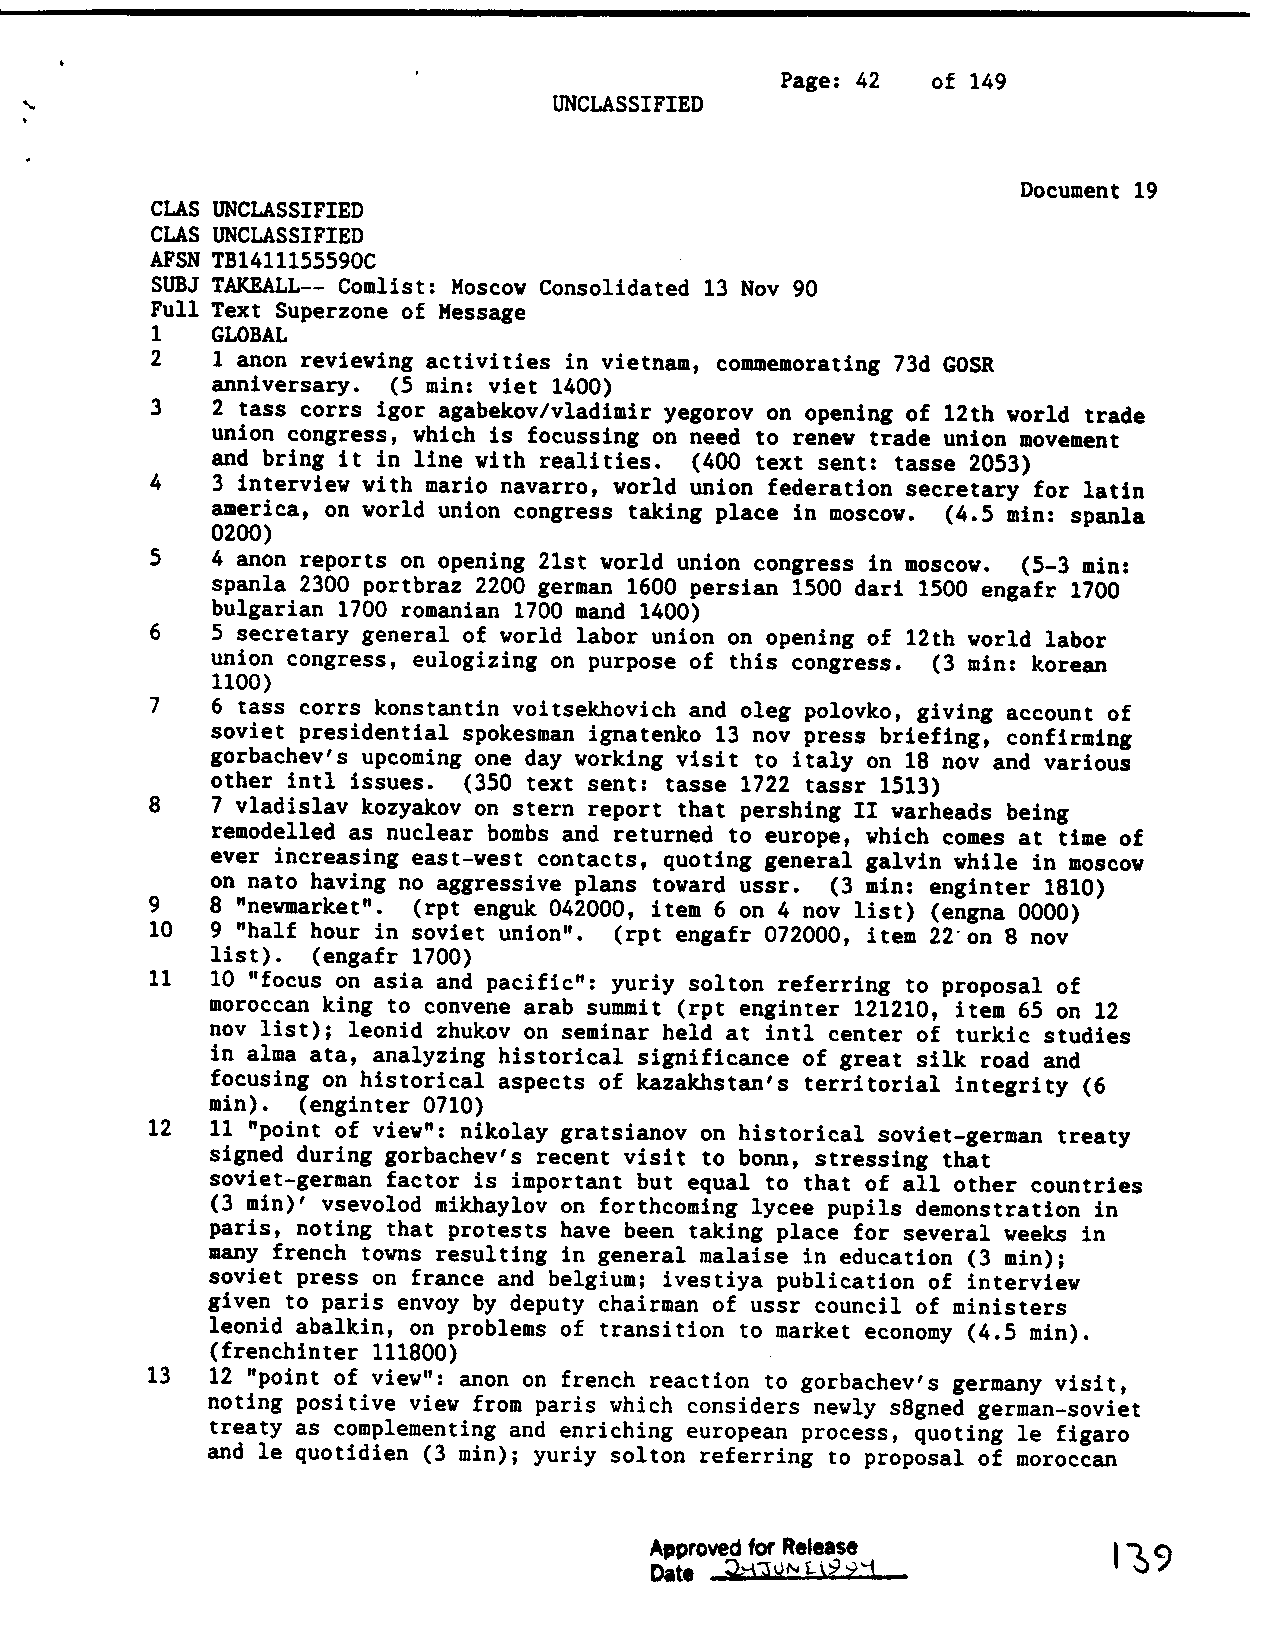 Page: 42 of 149
UNCLASSIFIED
Document 19
CLAS UNCLASSIFIED
CLAS UNCLASSIFIED
AFSN TB1411155590C
SUBJ TAKEALL-- Comlist: Moscow Consolidated 13 Nov 90
Full Text Superzone of Message
1 GLOBAL
2 1 anon reviewing activities in vietnam, commemorating 73d GOSR
anniversary. (5 min: viet 1400)
3 2 tass corrs igor agabekov/vladimir yegorov on opening of 12th world trade
union congress, which is focussing on need to renew trade union movement
and bring it in line with realities. (400 text sent: tasse 2053)
4 3 interview with mario navarro, world union federation secretary for latin
america, on world union congress taking place in moscow. (4.5 min: spanla
0200)
5 4 anon reports on opening 21st world union congress in moscow. (5-3 min:
spanla 2300 portbraz 2200 german 1600 persian 1500 dari 1500 engafr 1700
bulgarian 1700 romanian 1700 mand 1400)
6 5 secretary general of world labor union on opening of 12th world labor
union congress, eulogizing on purpose of this congress. (3 min: korean
1100)
7 6 tass corrs konstantin voitsekhovich and oleg polovko, giving account of
soviet presidential spokesman ignatenko 13 nov press briefing, confirming
gorbachev's upcoming one day working visit to italy on 18 nov and various
other intl issues. (350 text sent: tasse 1722 tassr 1513)
8 7 vladislav kozyakov on stern report that pershing II warheads being
remodelled as nuclear bombs and returned to europe, which comes at time of
ever increasing east-west contacts, quoting general galvin while in moscow
on nato having no aggressive plans toward ussr. (3 min: enginter 1810)
9 8 "newmarket". (rpt enguk 042000, item 6 on 4 nov list) (engna 0000)
10 9 "half hour in soviet union". (rpt engafr 072000, item 22 on 8 nov
list). (engafr 1700)
11 10 "focus on asia and pacific": yuriy solton referring to proposal of
moroccan king to convene arab summit (rpt enginter 121210, item 65 on 12
nov list); leonid zhukov on seminar held at intl center of turkic studies
in alma ata, analyzing historical significance of great silk road and
focusing on historical aspects of kazakhstan's territorial integrity (6
min). (enginter 0710)
12 11 "point of view": nikolay gratsianov on historical soviet-german treaty
signed during gorbachev's recent visit to bonn, stressing that
soviet-german factor is important but equal to that of all other countries
(3 min)' vsevolod mikhaylov on forthcoming lycee pupils demonstration in
paris, noting that protests have been taking place for several weeks in
many french towns resulting in general malaise in education (3 min);
soviet press on france and belgium; ivestiya publication of interview
given to paris envoy by deputy chairman of ussr council of ministers
leonid abalkin, on problems of transition to market economy (4.5 min).
(frenchinter 111800)
13 12 "point of view": anon on french reaction to gorbachev's germany visit,
noting positive view from paris which considers newly s8gned german-soviet
treaty as complementing and enriching european process, quoting le figaro
and le quotidien (3 min); yuriy solton referring to proposal of moroccan
Approved for Release
Date 24JUNE1994
139